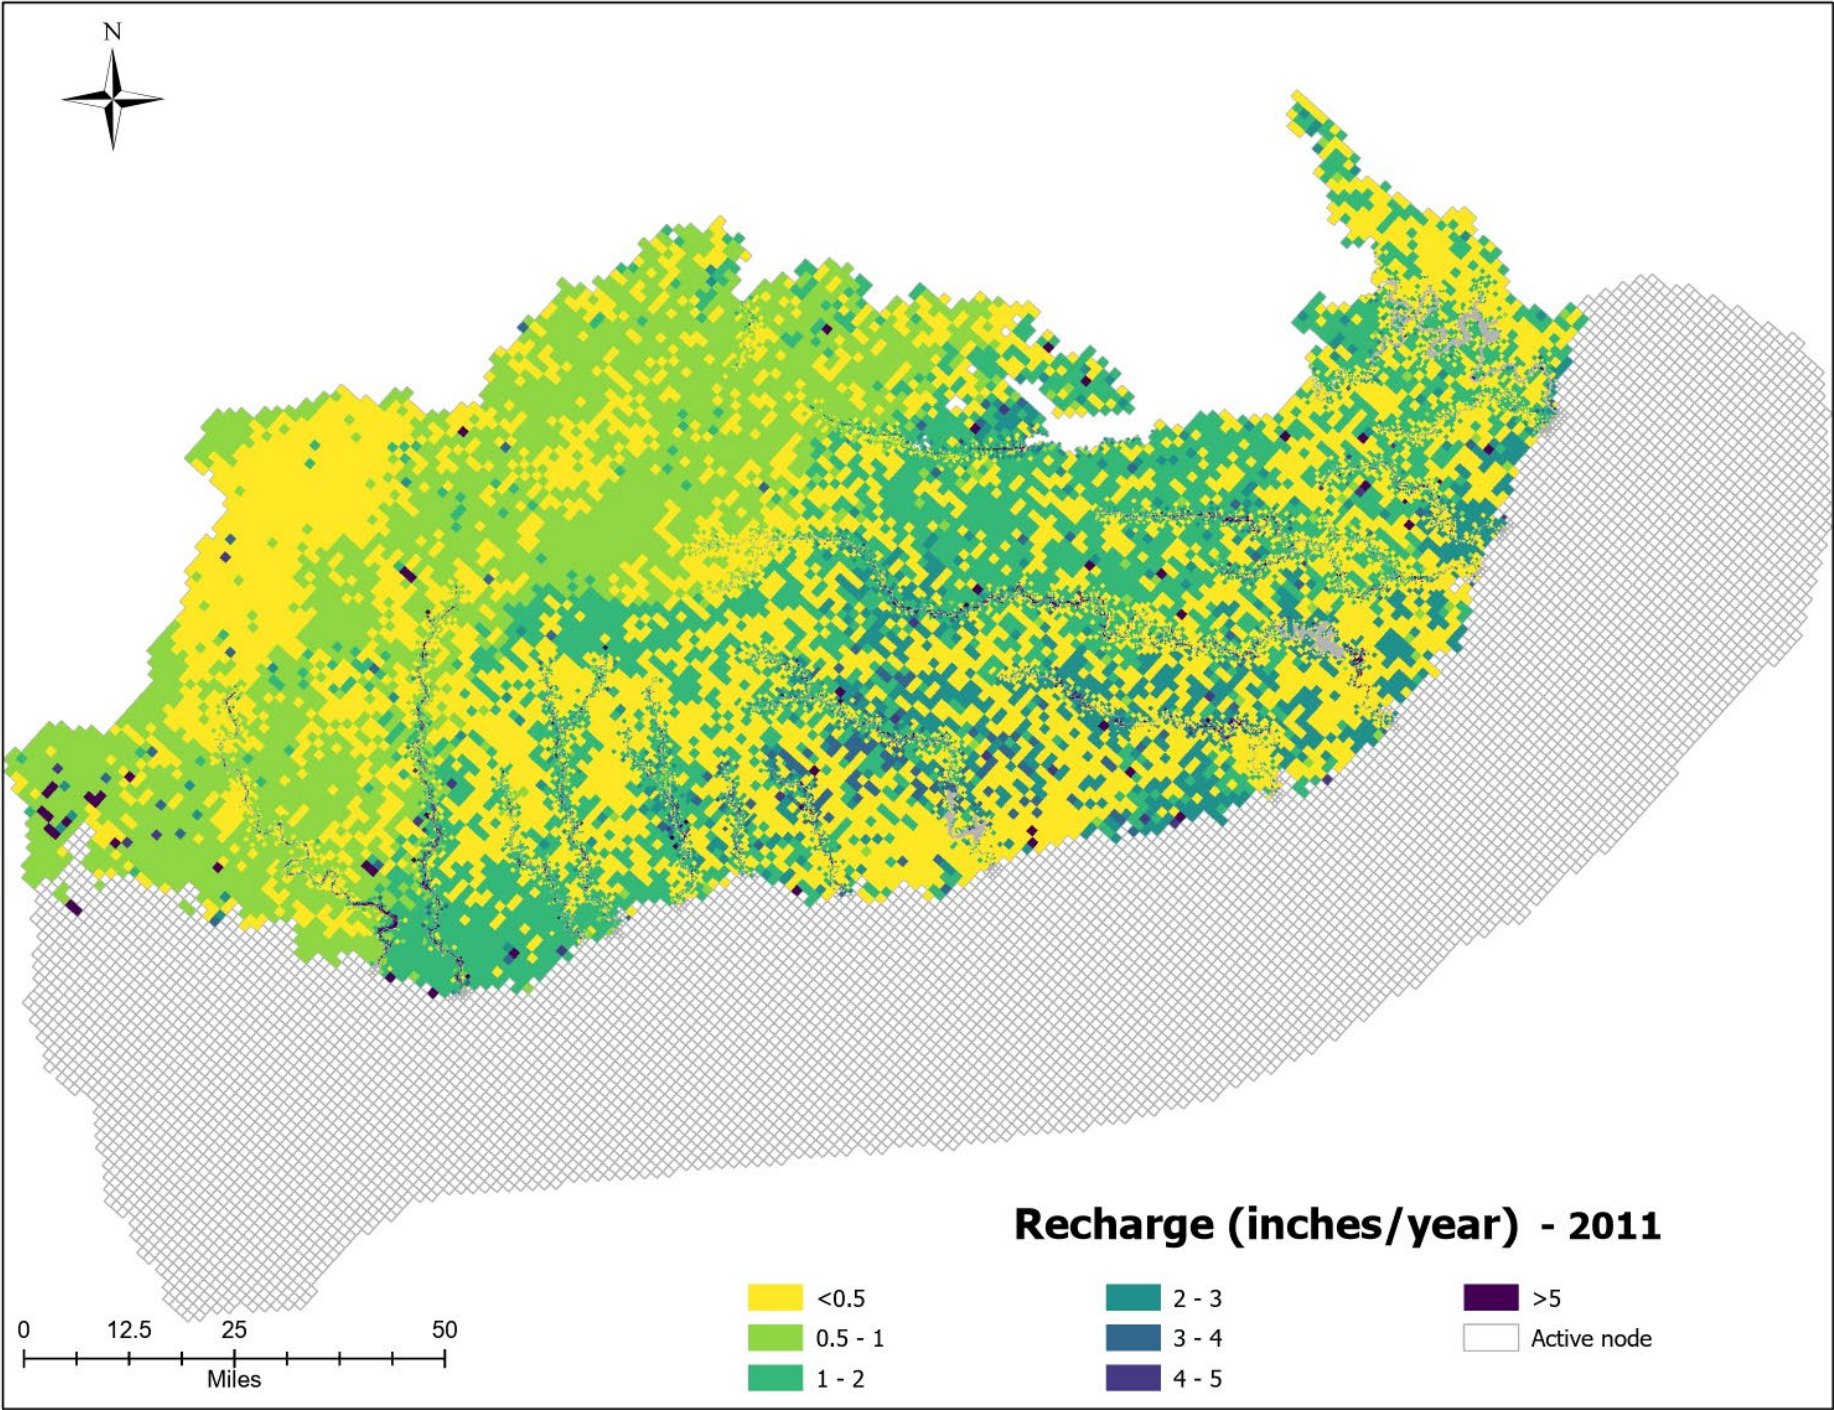 N
Recharge (inches/year) - 2011
<0.5
0.5 - 1
1 - 2
2 - 3
3 - 4
4 - 5
>5
Active node
0 12.5 25 50
Miles